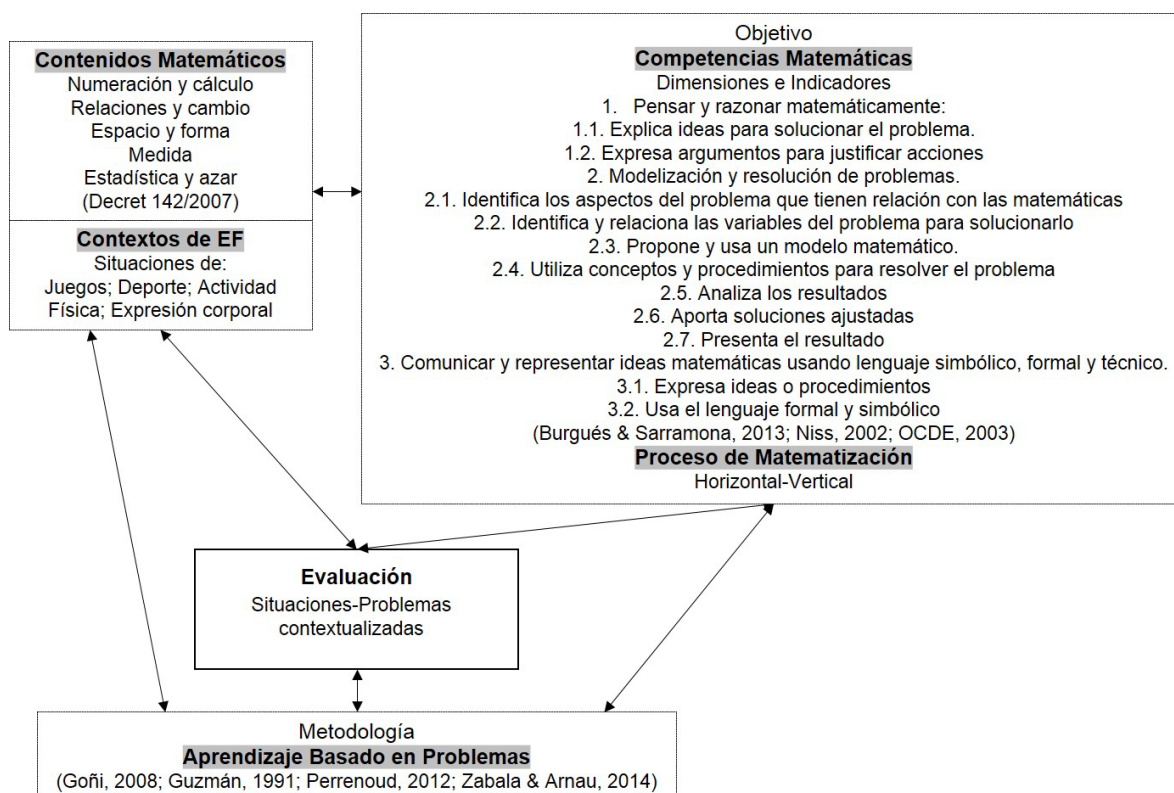 Contenidos Matemáticos
Numeración y cálculo
Relaciones y cambio
Espacio y forma
Medida
Estadística y azar
(Decret 142/2007)
Contextos de EF
Situaciones de:
Juegos; Deporte; Actividad
Física; Expresión corporal
Objetivo
Competencias Matemáticas
Dimensiones e Indicadores
1. Pensar y razonar matemáticamente:
1.1. Explica ideas para solucionar el problema.
1.2. Expresa argumentos para justificar acciones
2. Modelización y resolución de problemas.
2.1. Identifica los aspectos del problema que tienen relación con las matemáticas
2.2. Identifica y relaciona las variables del problema para solucionarlo
2.3. Propone y usa un modelo matemático.
2.4. Utiliza conceptos y procedimientos para resolver el problema
2.5. Analiza los resultados
2.6. Aporta soluciones ajustadas
2.7. Presenta el resultado
3. Comunicar y representar ideas matemáticas usando lenguaje simbólico, formal y técnico.
3.1. Expresa ideas o procedimientos
3.2. Usa el lenguaje formal y simbólico
(Burgués & Sarramona, 2013; Niss, 2002; OCDE, 2003)
Proceso de Matematización
Horizontal-Vertical
Evaluación
Situaciones-Problemas
contextualizadas
Metodología
Aprendizaje Basado en Problemas
(Goñi, 2008; Guzmán, 1991; Perrenoud, 2012; Zabala & Arnau, 2014)